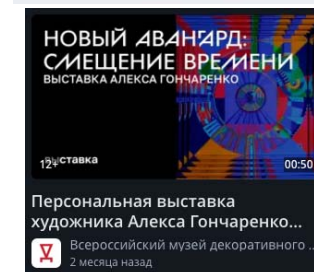 НОВЫЙ АВАНГАРД:
СМЕЩЕНИЕ ВРЕМЕНИ
ВЫСТАВКА АЛЕКСА ГОНЧАРЕНКО
12+
ставка
00:50
Персональная выставка
художника Алекса Гончаренко...
Всероссийский музей декоративного ..
2 месяца назад